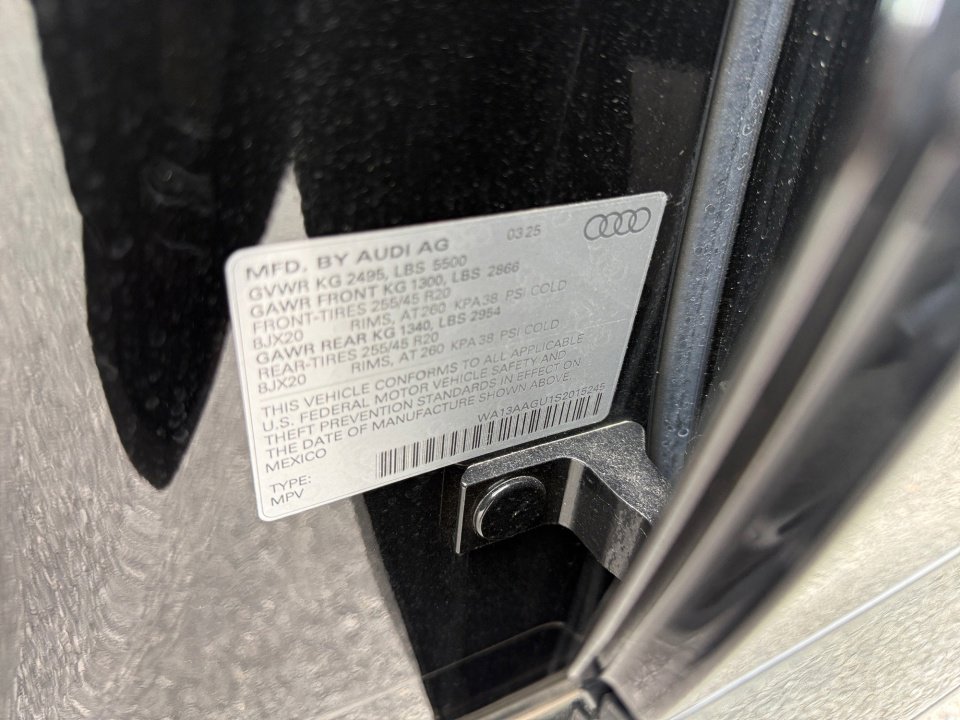 MFD. BY AUDI AG 03 25
GVWR KG 2495, LBS 5500
GAWR FRONT KG 1300, LBS 2866
FRONT-TIRES 255/45 R20
8JX20 RIMS, AT 260 KPA 38 PSI COLD
GAWR REAR KG 1340, LBS 2954
REAR-TIRES 255/45 R20
8JX20 RIMS, AT 260 KPA 38 PSI COLD
THIS VEHICLE CONFORMS TO ALL APPLICABLE
U.S. FEDERAL MOTOR VEHICLE SAFETY AND
THEFT PREVENTION STANDARDS IN EFFECT ON
THE DATE OF MANUFACTURE SHOWN ABOVE.
MEXICO WA13AAGU1S2015245
TYPE:
MPV